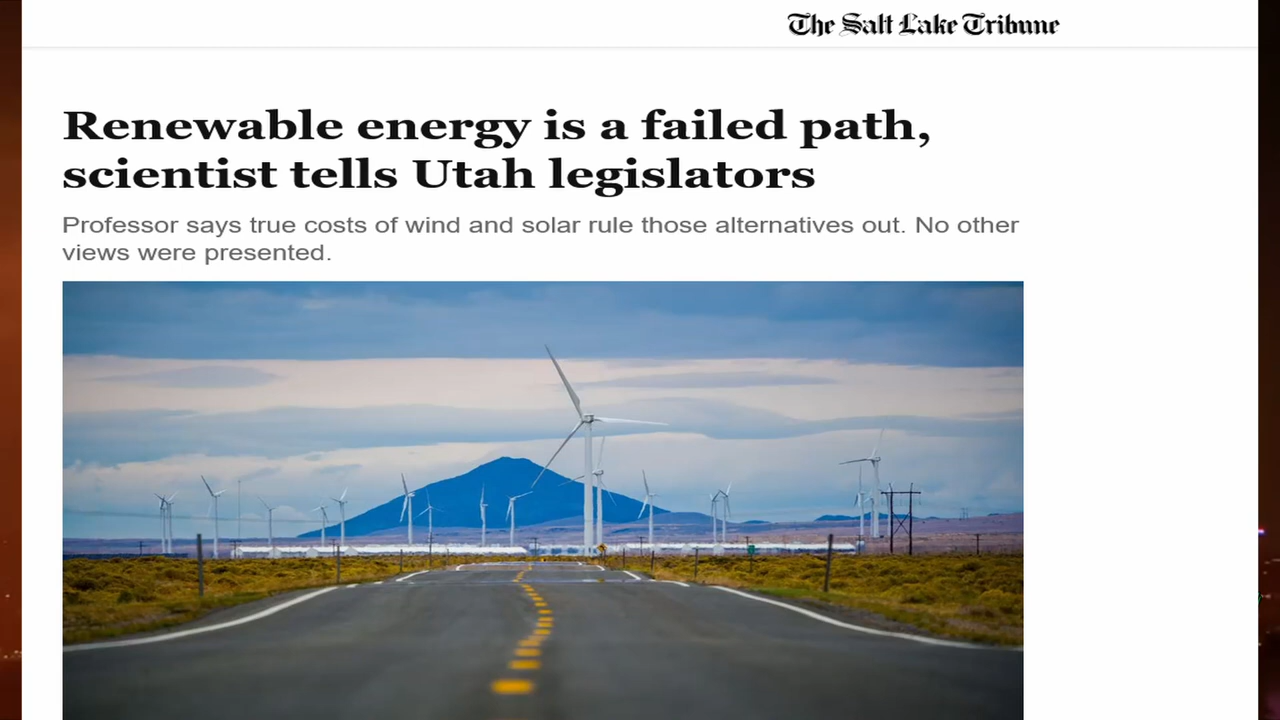 The Salt Lake Tribune
Renewable energy is a failed path,
scientist tells Utah legislators
Professor says true costs of wind and solar rule those alternatives out. No other
views were presented.